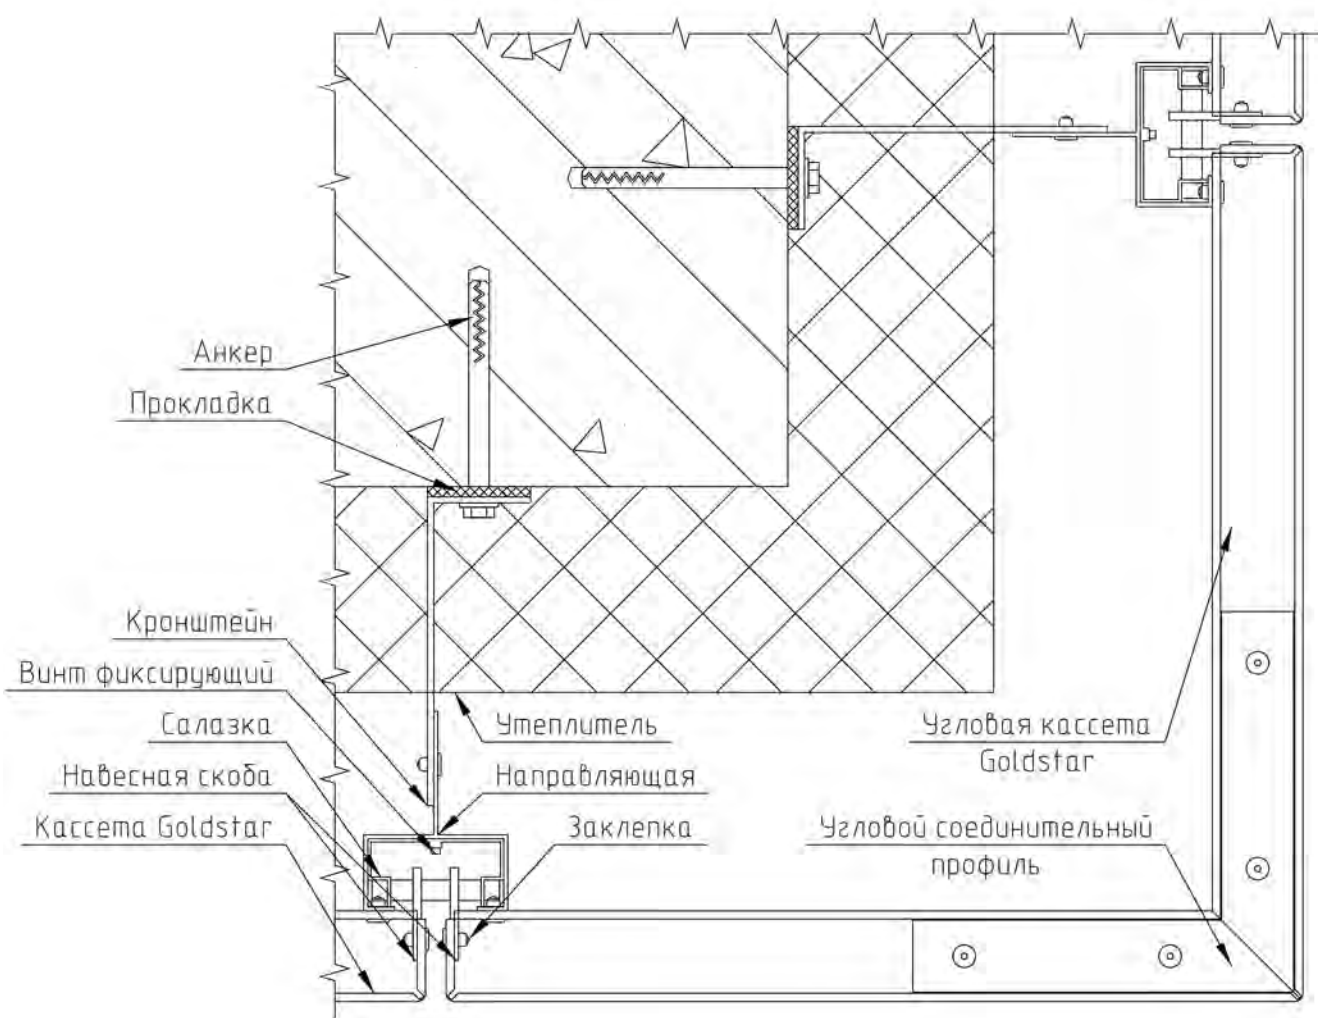 Анкер
Прокладка
Кронштейн
Винт фиксирующий
Салазка
Навесная скоба
Кассета Goldstar
Утеплитель
Направляющая
Заклепка
Угловая кассета
Goldstar
Угловой соединительный
профиль